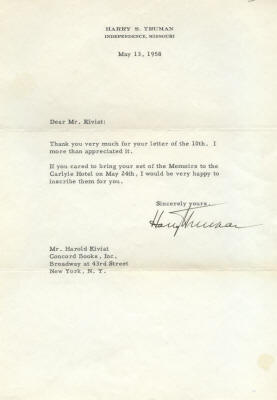 HARRY S. TRUMAN
INDEPENDENCE, MISSOURI
May 13, 1958
Dear Mr. Kiviat:
Thank you very much for your letter of the 10th. I
more than appreciated it.
If you cared to bring your set of the Memoirs to the
Carlyle Hotel on May 24th, I would be very happy to
inscribe them for you.
Sincerely yours,
Harry Truman
Mr. Harold Kiviat
Concord Books, Inc.
Broadway at 43rd Street
New York, N. Y.